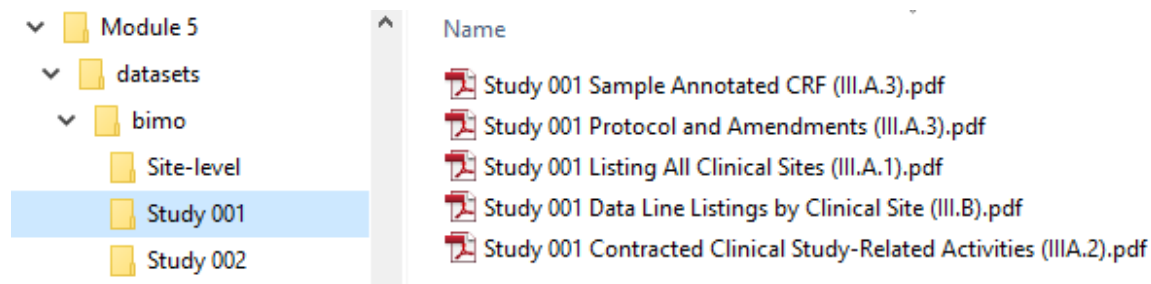 Module 5
datasets
bimo
Site-level
Study 001
Study 002
Name
Study 001 Sample Annotated CRF (III.A.3).pdf
Study 001 Protocol and Amendments (III.A.3).pdf
Study 001 Listing All Clinical Sites (III.A.1).pdf
Study 001 Data Line Listings by Clinical Site (III.B).pdf
Study 001 Contracted Clinical Study-Related Activities (IIIA.2).pdf